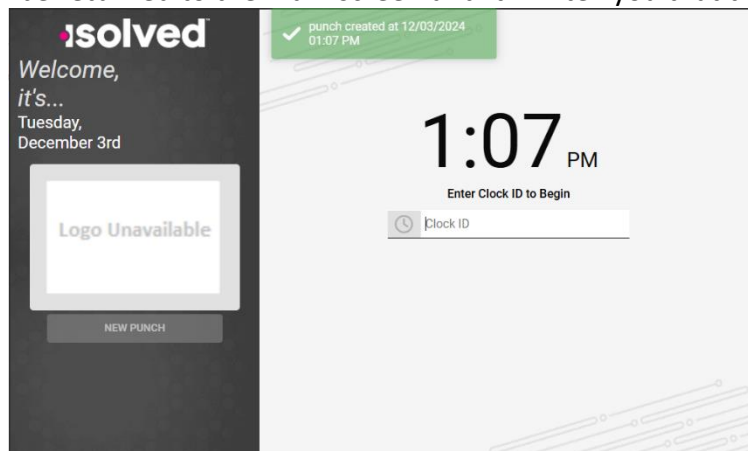 isolved
Welcome,
it's...
Tuesday,
December 3rd
Logo Unavailable
NEW PUNCH
punch created at 12/03/2024
01:07 PM
1:07 PM
Enter Clock ID to Begin
Clock ID